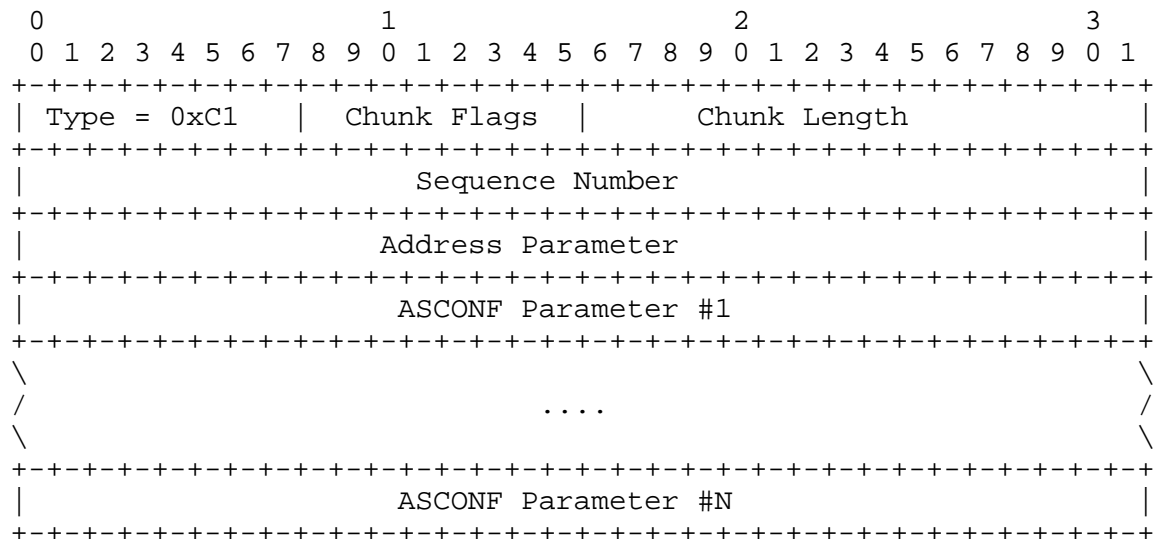 0                   1                   2                   3
 0 1 2 3 4 5 6 7 8 9 0 1 2 3 4 5 6 7 8 9 0 1 2 3 4 5 6 7 8 9 0 1
+-+-+-+-+-+-+-+-+-+-+-+-+-+-+-+-+-+-+-+-+-+-+-+-+-+-+-+-+-+-+-+-+
| Type = 0xC1   |  Chunk Flags  |      Chunk Length             |
+-+-+-+-+-+-+-+-+-+-+-+-+-+-+-+-+-+-+-+-+-+-+-+-+-+-+-+-+-+-+-+-+
|                      Sequence Number                          |
+-+-+-+-+-+-+-+-+-+-+-+-+-+-+-+-+-+-+-+-+-+-+-+-+-+-+-+-+-+-+-+-+
|                    Address Parameter                          |
+-+-+-+-+-+-+-+-+-+-+-+-+-+-+-+-+-+-+-+-+-+-+-+-+-+-+-+-+-+-+-+-+
|                     ASCONF Parameter #1                       |
+-+-+-+-+-+-+-+-+-+-+-+-+-+-+-+-+-+-+-+-+-+-+-+-+-+-+-+-+-+-+-+-+
\                                                               \
/                             ....                              /
\                                                               \
+-+-+-+-+-+-+-+-+-+-+-+-+-+-+-+-+-+-+-+-+-+-+-+-+-+-+-+-+-+-+-+-+
|                     ASCONF Parameter #N                       |
+-+-+-+-+-+-+-+-+-+-+-+-+-+-+-+-+-+-+-+-+-+-+-+-+-+-+-+-+-+-+-+-+